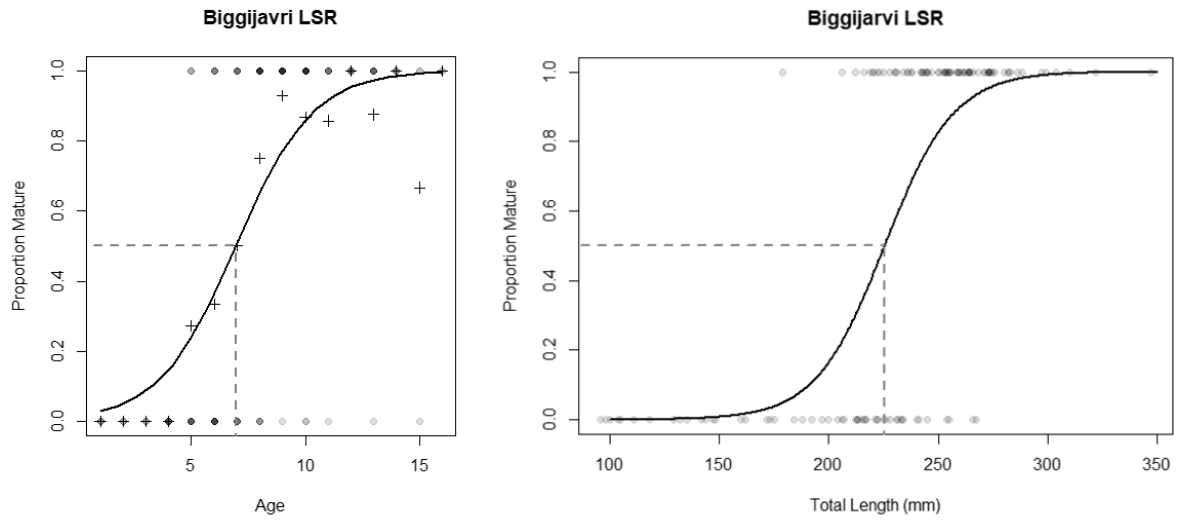 Biggijavri LSR
Proportion Mature
0.0 0.2 0.4 0.6 0.8 1.0
5 10 15
Age
Biggijarvi LSR
Proportion Mature
0.0 0.2 0.4 0.6 0.8 1.0
100 150 200 250 300 350
Total Length (mm)